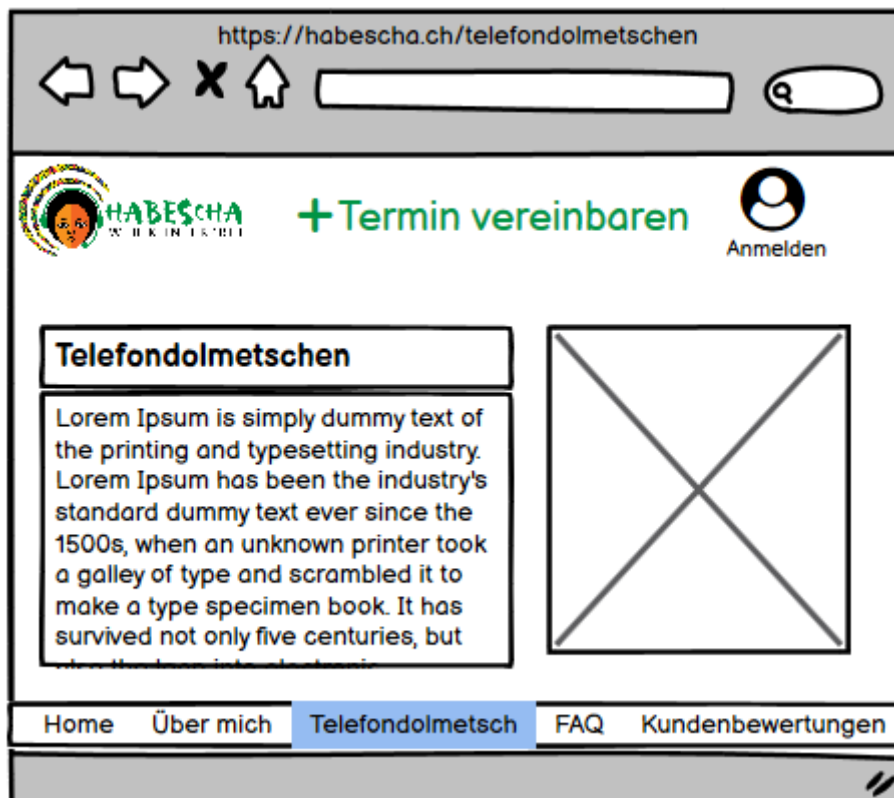 https://habescha.ch/telefondolmetschen
HABESCHA
+Termin vereinbaren
Anmelden
Telefondolmetschen
Lorem Ipsum is simply dummy text of
the printing and typesetting industry.
Lorem Ipsum has been the industry's
standard dummy text ever since the
1500s, when an unknown printer took
a galley of type and scrambled it to
make a type specimen book. It has
survived not only five centuries, but
Home Über mich Telefondolmetsch FAQ Kundenbewertungen